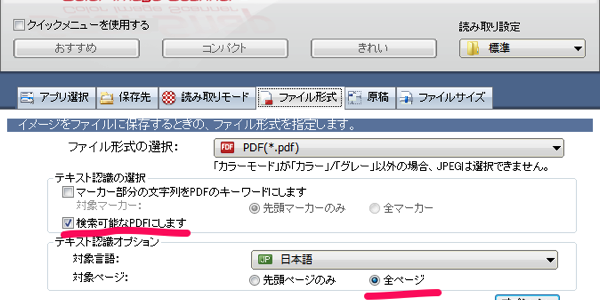 Color Image Scanner
クイックメニューを使用する
読み取り設定
おすすめ
コンパクト
きれい
標準
アプリ選択
保存先
読み取りモード
ファイル形式
原稿
ファイルサイズ
イメージをファイルに保存するときの、ファイル形式を指定します。
ファイル形式の選択:
PDF(*.pdf)
「カラーモード」が「カラー」/「グレー」以外の場合、JPEGは選択できません。
テキスト認識の選択
マーカー部分の文字列をPDFのキーワードにします
対象マーカー:
先頭マーカーのみ
全マーカー
検索可能なPDFにします
テキスト認識オプション
対象言語:
日本語
対象ページ:
先頭ページのみ
全ページ